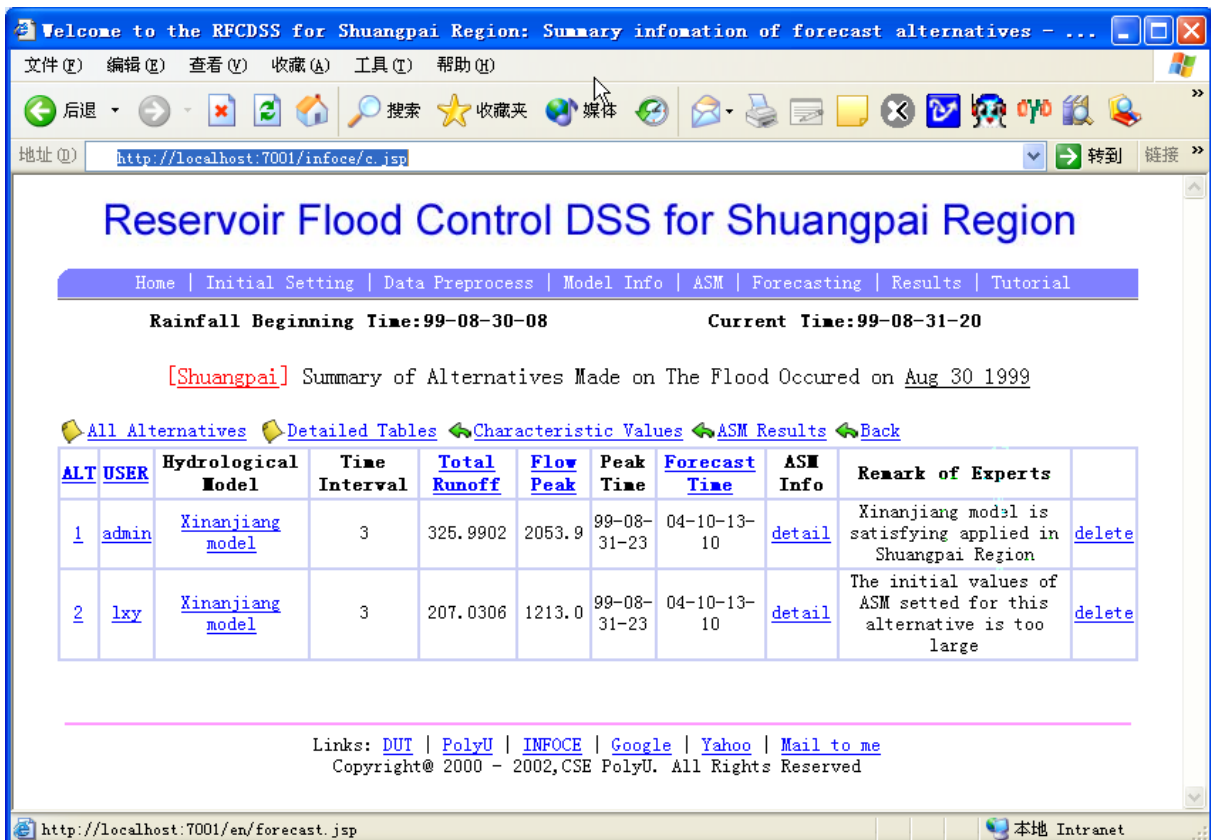 Welcome to the RFCDSS for Shuangpai Region: Summary infomation of forecast alternatives - ...
文件(F) 编辑(E) 查看(V) 收藏(A) 工具(T) 帮助(H)
后退 搜索 收藏夹 媒体 »
地址(D) http://localhost:7001/infoce/c.jsp 转到 链接 »
Reservoir Flood Control DSS for Shuangpai Region
Home | Initial Setting | Data Preprocess | Model Info | ASM | Forecasting | Results | Tutorial
Rainfall Beginning Time:99-08-30-08 Current Time:99-08-31-20
[Shuangpai] Summary of Alternatives Made on The Flood Occured on Aug 30 1999
All Alternatives Detailed Tables Characteristic Values ASM Results Back
ALT USER Hydrological Model Time Interval Total Runoff Flow Peak Peak Time Forecast Time ASM Info Remark of Experts
1 admin Xinanjiang model 3 325.9902 2053.9 99-08-31-23 04-10-13-10 detail Xinanjiang model is satisfying applied in Shuangpai Region delete
2 lxy Xinanjiang model 3 207.0306 1213.0 99-08-31-23 04-10-13-10 detail The initial values of ASM setted for this alternative is too large delete
Links: DUT | PolyU | INFOCE | Google | Yahoo | Mail to me
Copyright@ 2000 - 2002,CSE PolyU. All Rights Reserved
http://localhost:7001/en/forecast.jsp 本地 Intranet